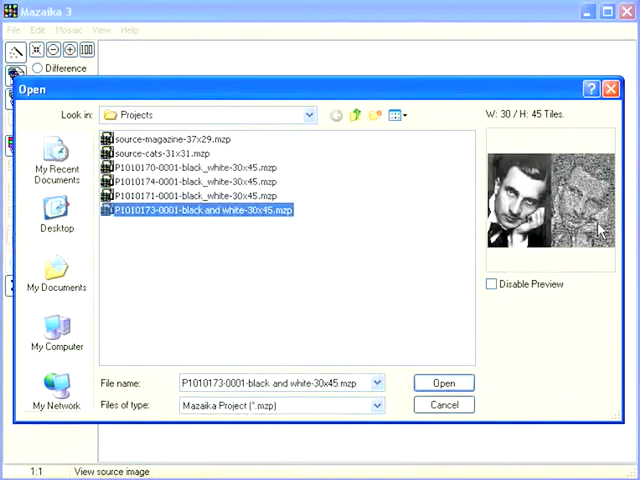 Mazaika 3
File Edit Mosaic View Help
100
Difference
Open
Look in: Projects
W: 30 / H: 45 Tiles.
source-magazine-37x29.mzp
source-cats-31x31.mzp
P1010170-0001-black_white-30x45.mzp
P1010174-0001-black_white-30x45.mzp
P1010171-0001-black_white-30x45.mzp
P1010173-0001-black and white-30x45.mzp
My Recent
Documents
Desktop
My Documents
My Computer
My Network
Disable Preview
File name: P1010173-0001-black and white-30x45.mzp Open
Files of type: Mazaika Project (*.mzp) Cancel
1:1 View source image